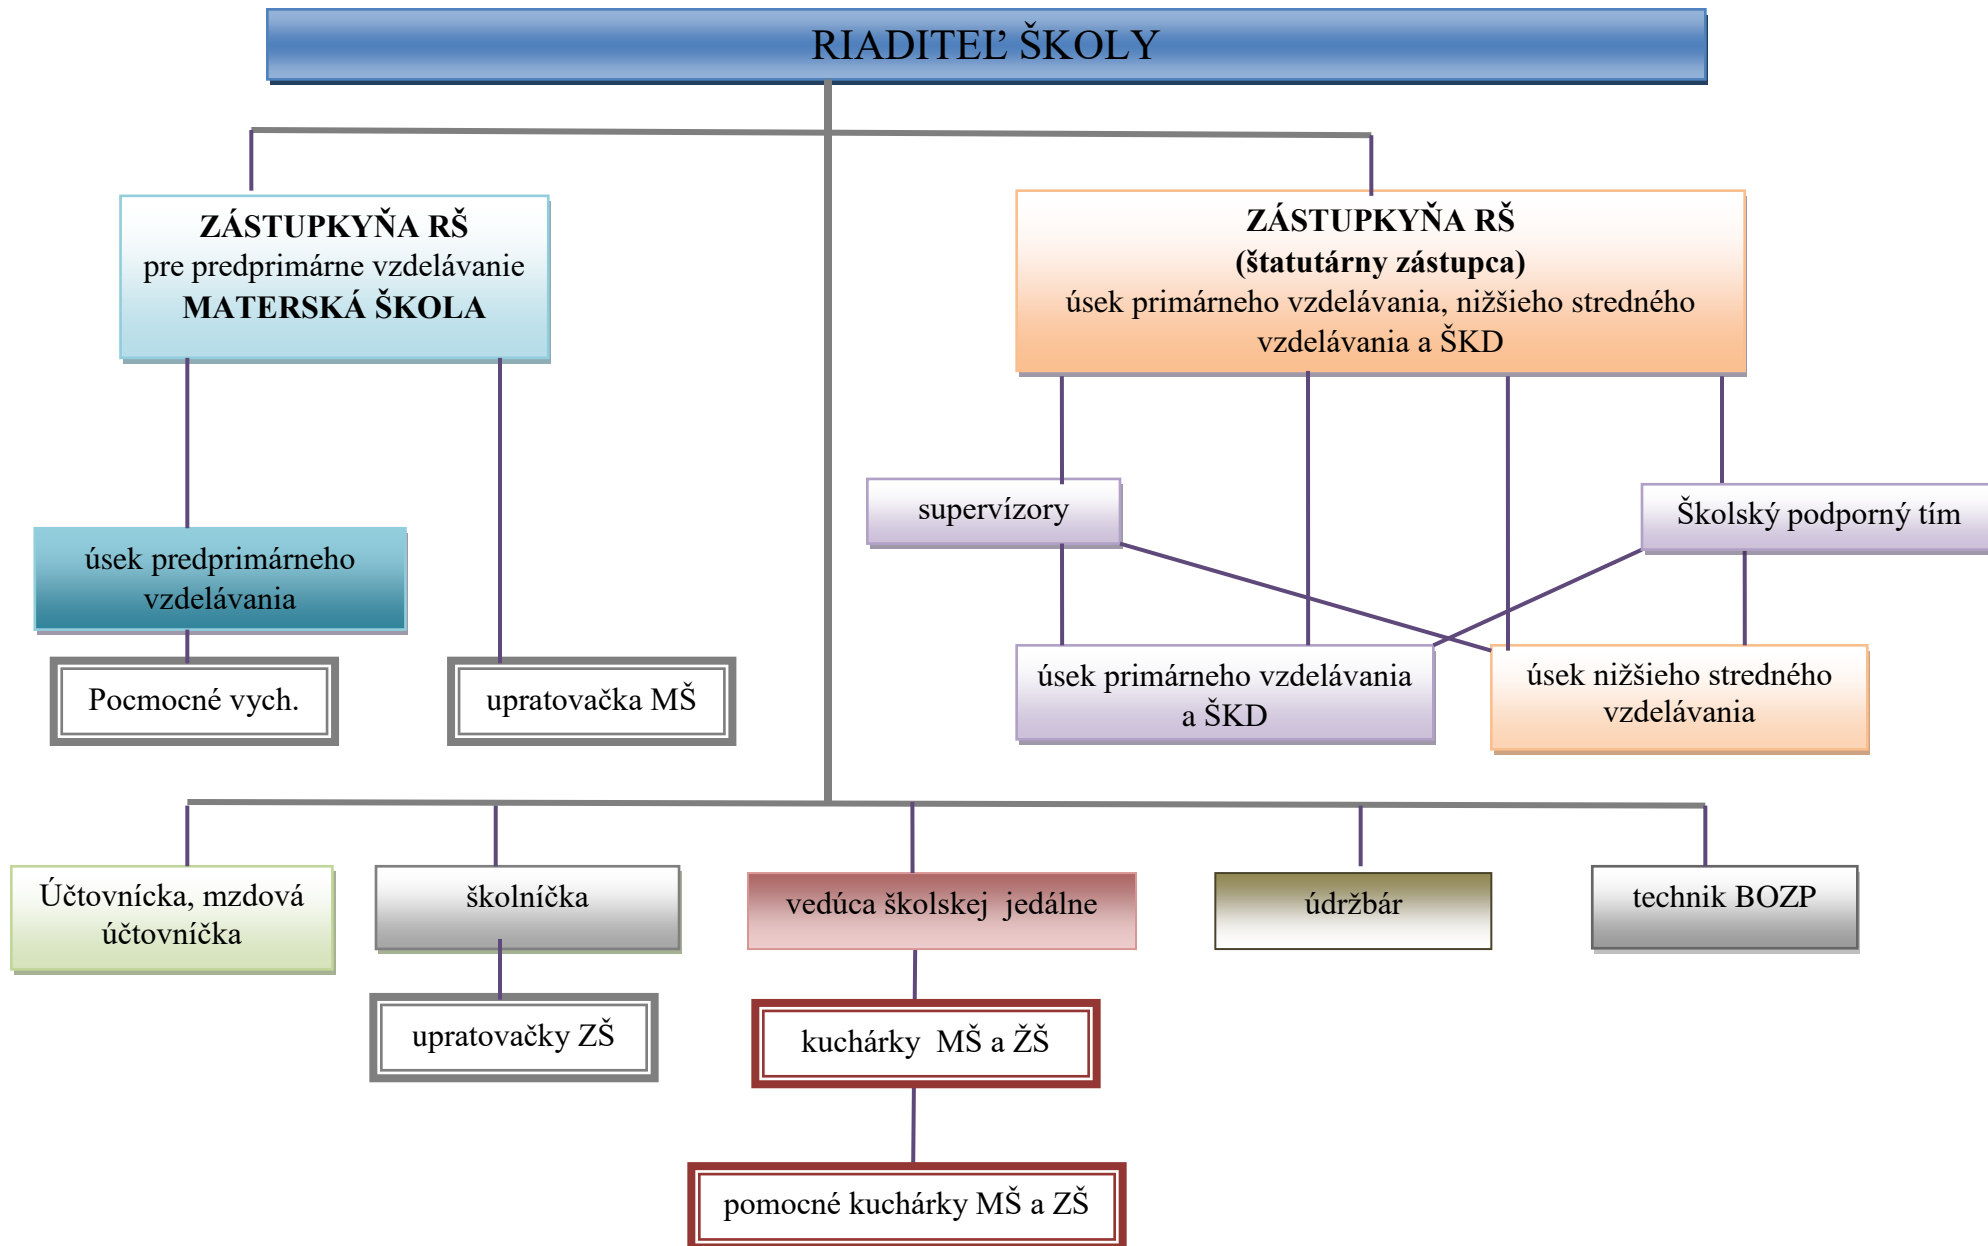 RIADITEĽ ŠKOLY
ZÁSTUPKYŇA RŠ
pre predprimárne vzdelávanie
MATERSKÁ ŠKOLA
ZÁSTUPKYŇA RŠ
(štatutárny zástupca)
úsek primárneho vzdelávania, nižšieho stredného
vzdelávania a ŠKD
supervízory
Školský podporný tím
úsek predprimárneho
vzdelávania
Pocmocné vych.
upratovačka MŠ
úsek primárneho vzdelávania
a ŠKD
úsek nižšieho stredného
vzdelávania
Účtovnícka, mzdová
účtovníčka
školníčka
vedúca školskej  jedálne
údržbár
technik BOZP
upratovačky ZŠ
kuchárky  MŠ a ŽŠ
pomocné kuchárky MŠ a ZŠ